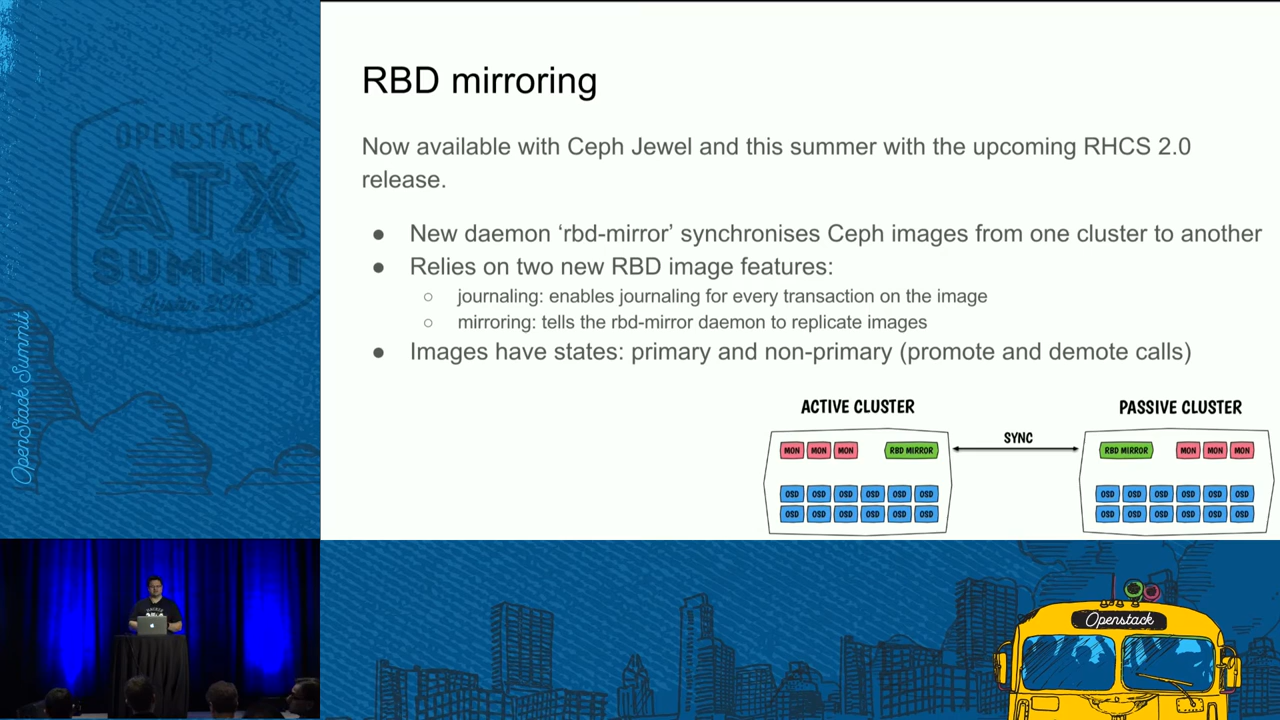 RBD mirroring
Now available with Ceph Jewel and this summer with the upcoming RHCS 2.0
release.
● New daemon ‘rbd-mirror’ synchronises Ceph images from one cluster to another
● Relies on two new RBD image features:
○ journaling: enables journaling for every transaction on the image
○ mirroring: tells the rbd-mirror daemon to replicate images
● Images have states: primary and non-primary (promote and demote calls)
ACTIVE CLUSTER
MON MON MON RBD MIRROR
OSD OSD OSD OSD OSD OSD
OSD OSD OSD OSD OSD OSD
SYNC
PASSIVE CLUSTER
RBD MIRROR MON MON MON
OSD OSD OSD OSD OSD OSD
OSD OSD OSD OSD OSD OSD
OPENSTACK
ATX
SUMMIT
OpenStack Summit
Openstack